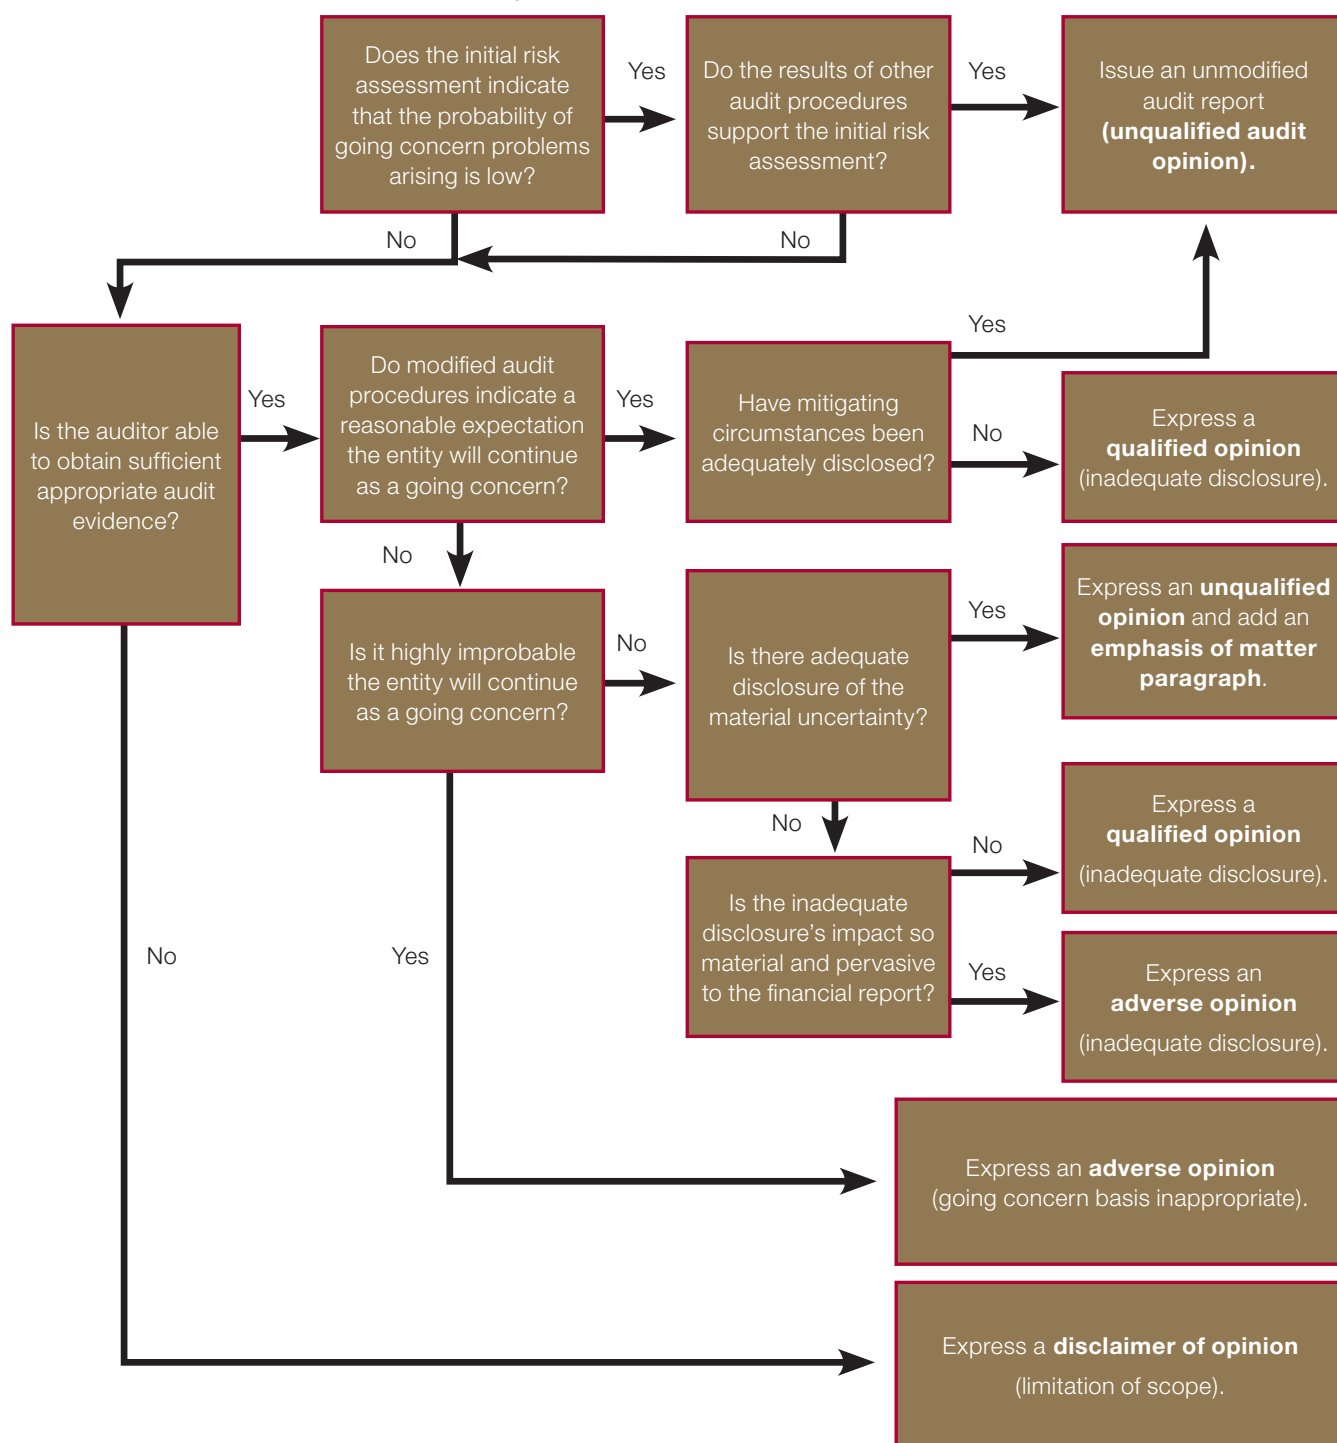 Does the initial risk
assessment indicate
that the probability of
going concern problems
arising is low?
Yes
Do the results of other
audit procedures
support the initial risk
assessment?
Yes
Issue an unmodified
audit report
(unqualified audit
opinion).
No
No
Is the auditor able
to obtain sufficient
appropriate audit
evidence?
Yes
Do modified audit
procedures indicate a
reasonable expectation
the entity will continue
as a going concern?
Yes
Have mitigating
circumstances been
adequately disclosed?
Yes
No
Express a
qualified opinion
(inadequate disclosure).
No
Is it highly improbable
the entity will continue
as a going concern?
No
Is there adequate
disclosure of the
material uncertainty?
Yes
Express an unqualified
opinion and add an
emphasis of matter
paragraph.
No
Is the inadequate
disclosure’s impact so
material and pervasive
to the financial report?
No
Express a
qualified opinion
(inadequate disclosure).
Yes
Express an
adverse opinion
(inadequate disclosure).
No
Yes
Express an adverse opinion
(going concern basis inappropriate).
Express a disclaimer of opinion
(limitation of scope).